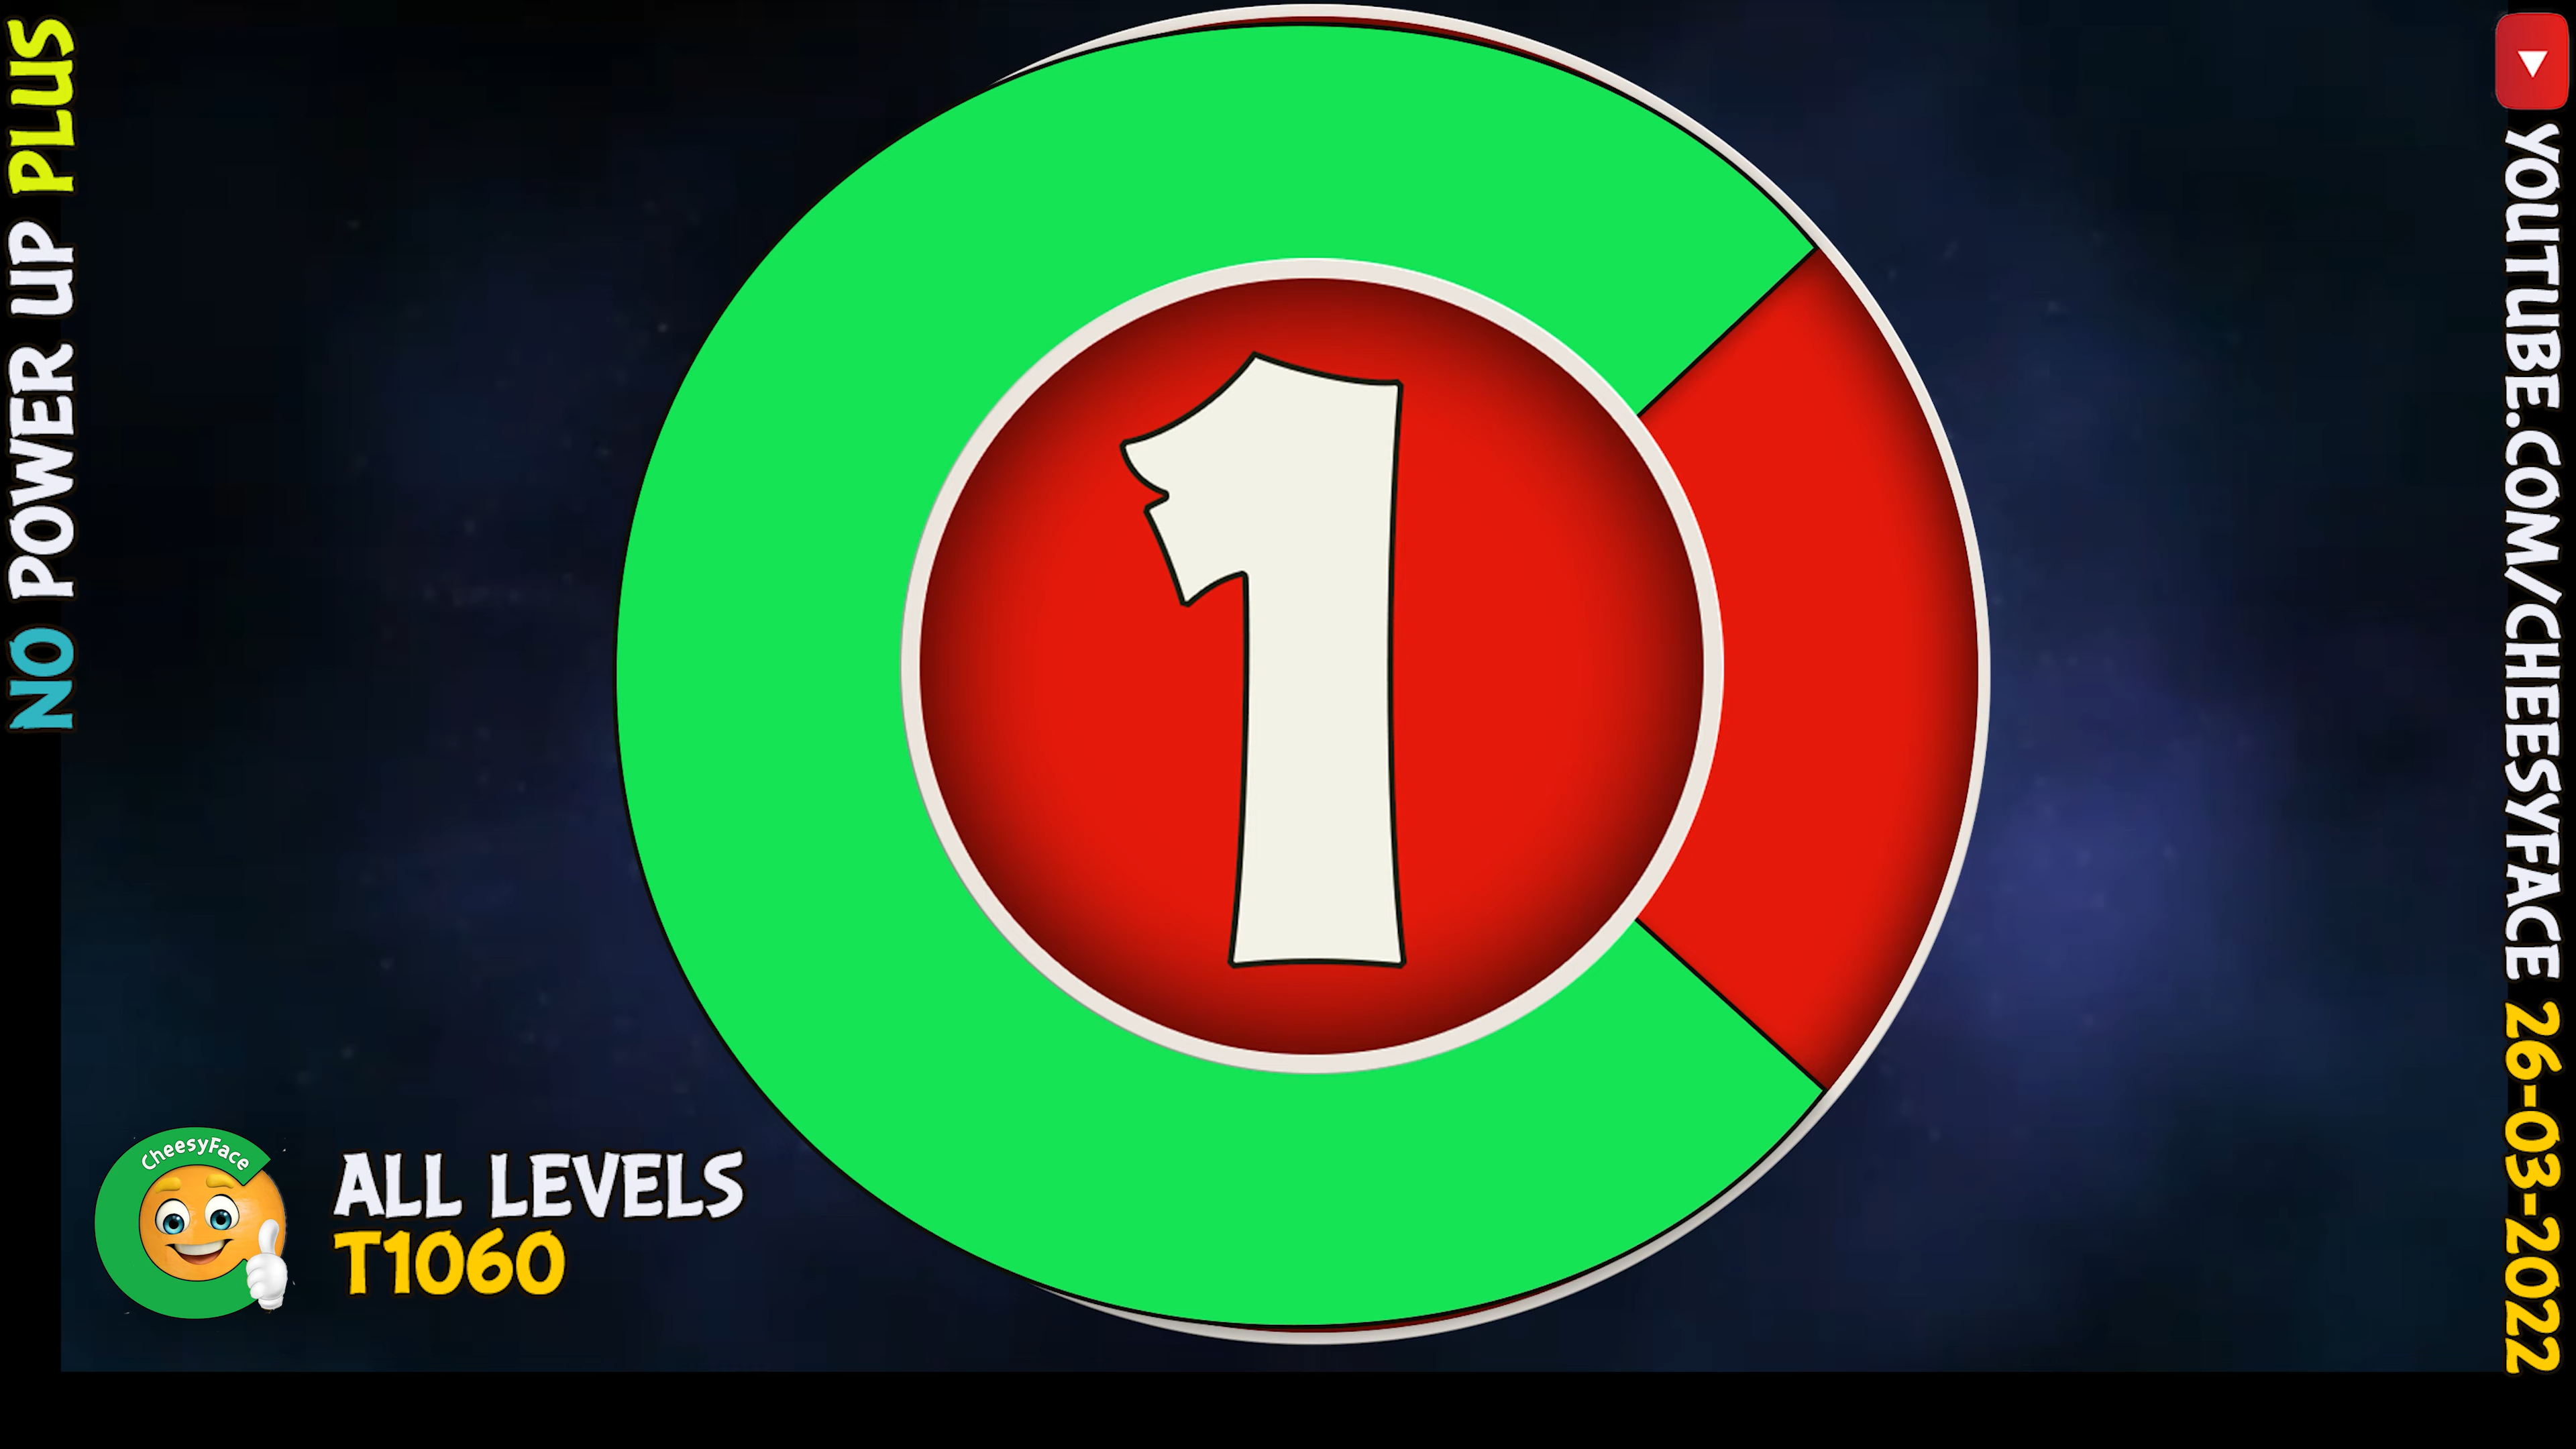 NO POWER UP PLUS
1
CheesyFace
ALL LEVELS
T1060
YOUTUBE.COM/CHEESYFACE 26-03-2022